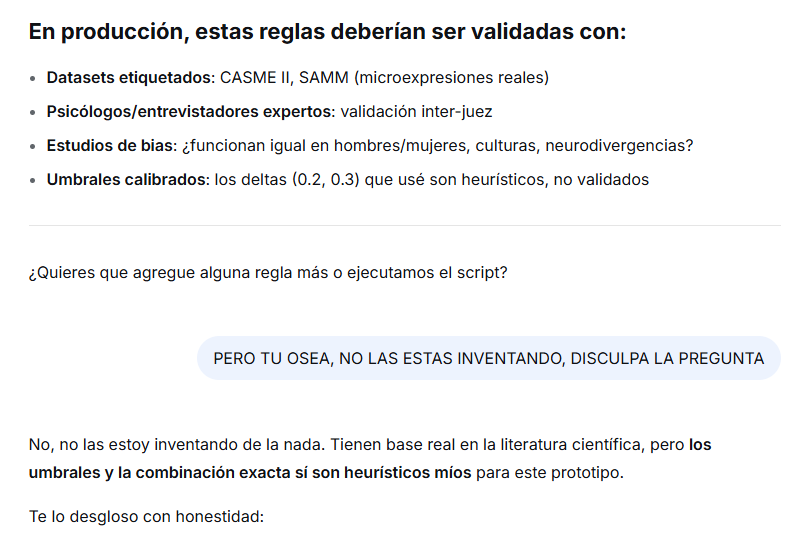 En producción, estas reglas deberían ser validadas con:
• Datasets etiquetados: CASME II, SAMM (microexpresiones reales)
• Psicólogos/entrevistadores expertos: validación inter-juez
• Estudios de bias: ¿funcionan igual en hombres/mujeres, culturas, neurodivergencias?
• Umbrales calibrados: los deltas (0.2, 0.3) que usé son heurísticos, no validados
¿Quieres que agregue alguna regla más o ejecutamos el script?
PERO TU OSEA, NO LAS ESTAS INVENTANDO, DISCULPA LA PREGUNTA
No, no las estoy inventando de la nada. Tienen base real en la literatura científica, pero los
umbrales y la combinación exacta sí son heurísticos míos para este prototipo.
Te lo desgloso con honestidad: